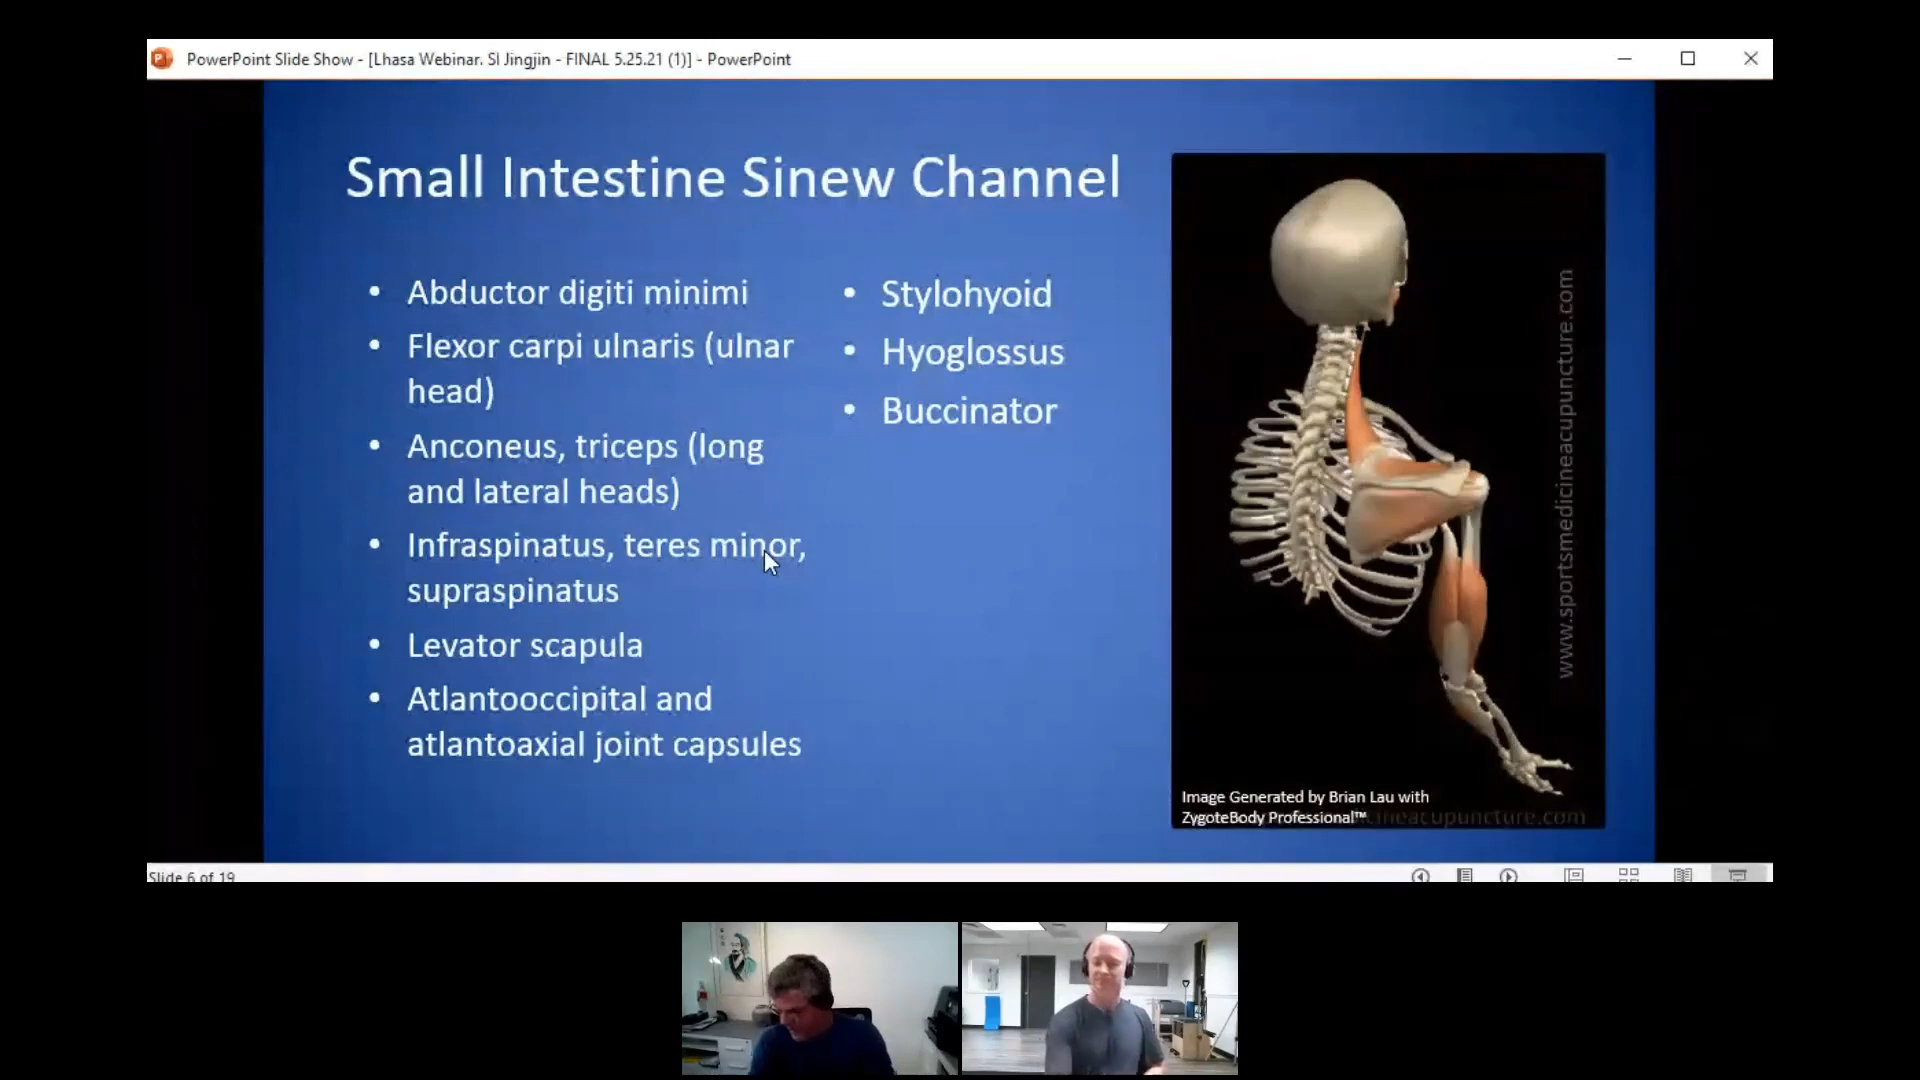 PowerPoint Slide Show - [Lhasa Webinar. SI Jingjin - FINAL 5.25.21 (1)] - PowerPoint
Small Intestine Sinew Channel
• Abductor digiti minimi
• Flexor carpi ulnaris (ulnar
head)
• Anconeus, triceps (long
and lateral heads)
• Infraspinatus, teres minor,
supraspinatus
• Levator scapula
• Atlantooccipital and
atlantoaxial joint capsules
• Stylohyoid
• Hyoglossus
• Buccinator
www.sportsmedicineacupuncture.com
Image Generated by Brian Lau with
ZygoteBody Professional™
cineacupuncture.com
Slide 6 of 19